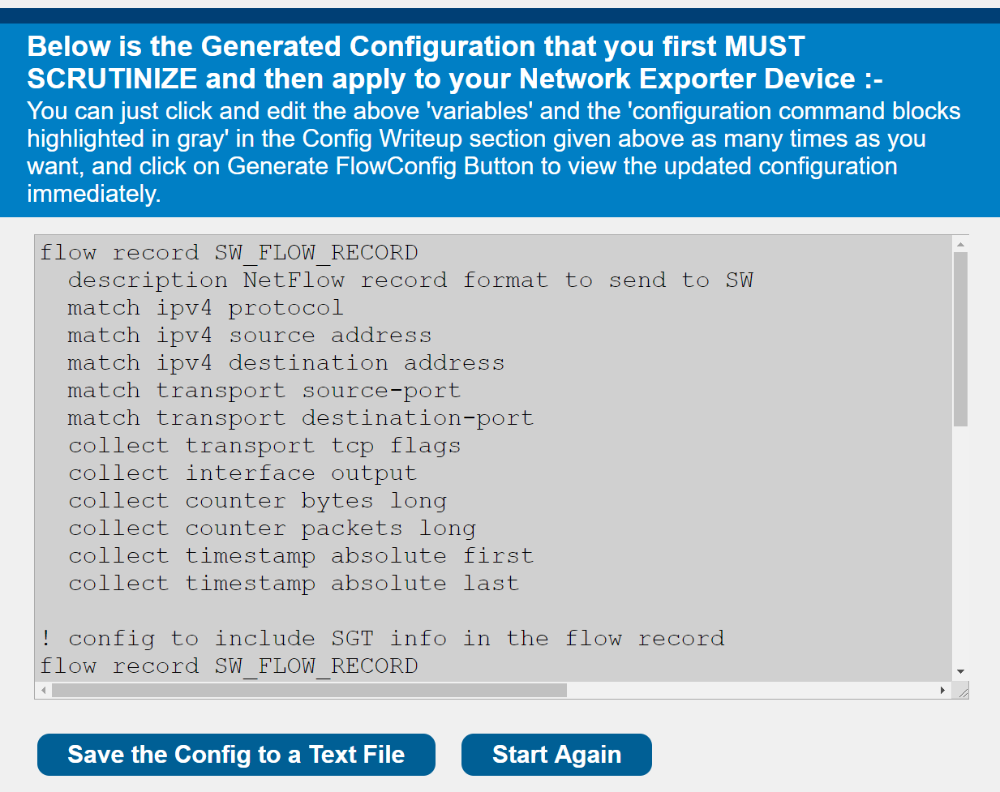 Below is the Generated Configuration that you first MUST
SCRUTINIZE and then apply to your Network Exporter Device :-
You can just click and edit the above 'variables' and the 'configuration command blocks
highlighted in gray' in the Config Writeup section given above as many times as you
want, and click on Generate FlowConfig Button to view the updated configuration
immediately.
flow record SW_FLOW_RECORD
  description NetFlow record format to send to SW
  match ipv4 protocol
  match ipv4 source address
  match ipv4 destination address
  match transport source-port
  match transport destination-port
  collect transport tcp flags
  collect interface output
  collect counter bytes long
  collect counter packets long
  collect timestamp absolute first
  collect timestamp absolute last
! config to include SGT info in the flow record
flow record SW_FLOW_RECORD
Save the Config to a Text File
Start Again